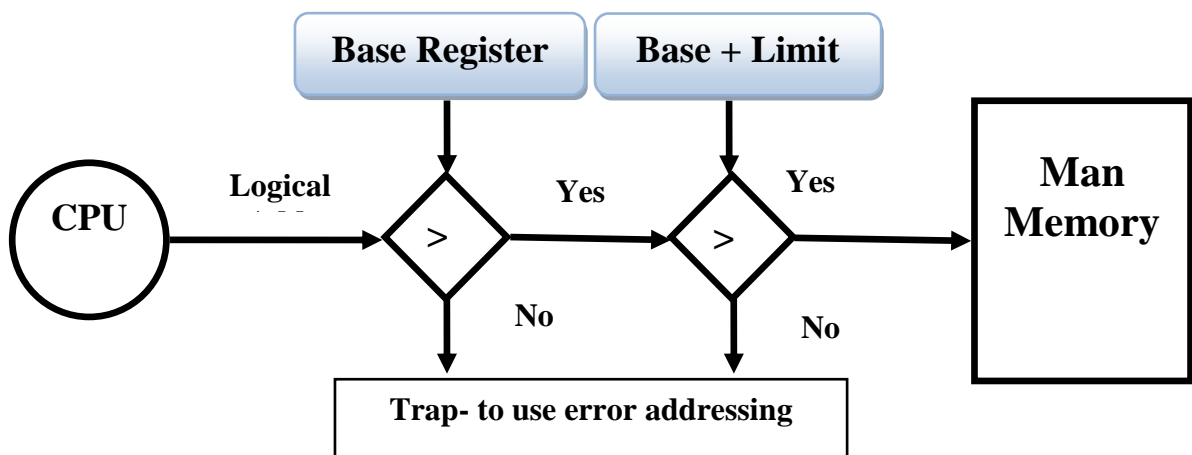 Base Register
Base + Limit
CPU
Logical
Yes
Yes
Man
Memory
>
>
No
No
Trap- to use error addressing